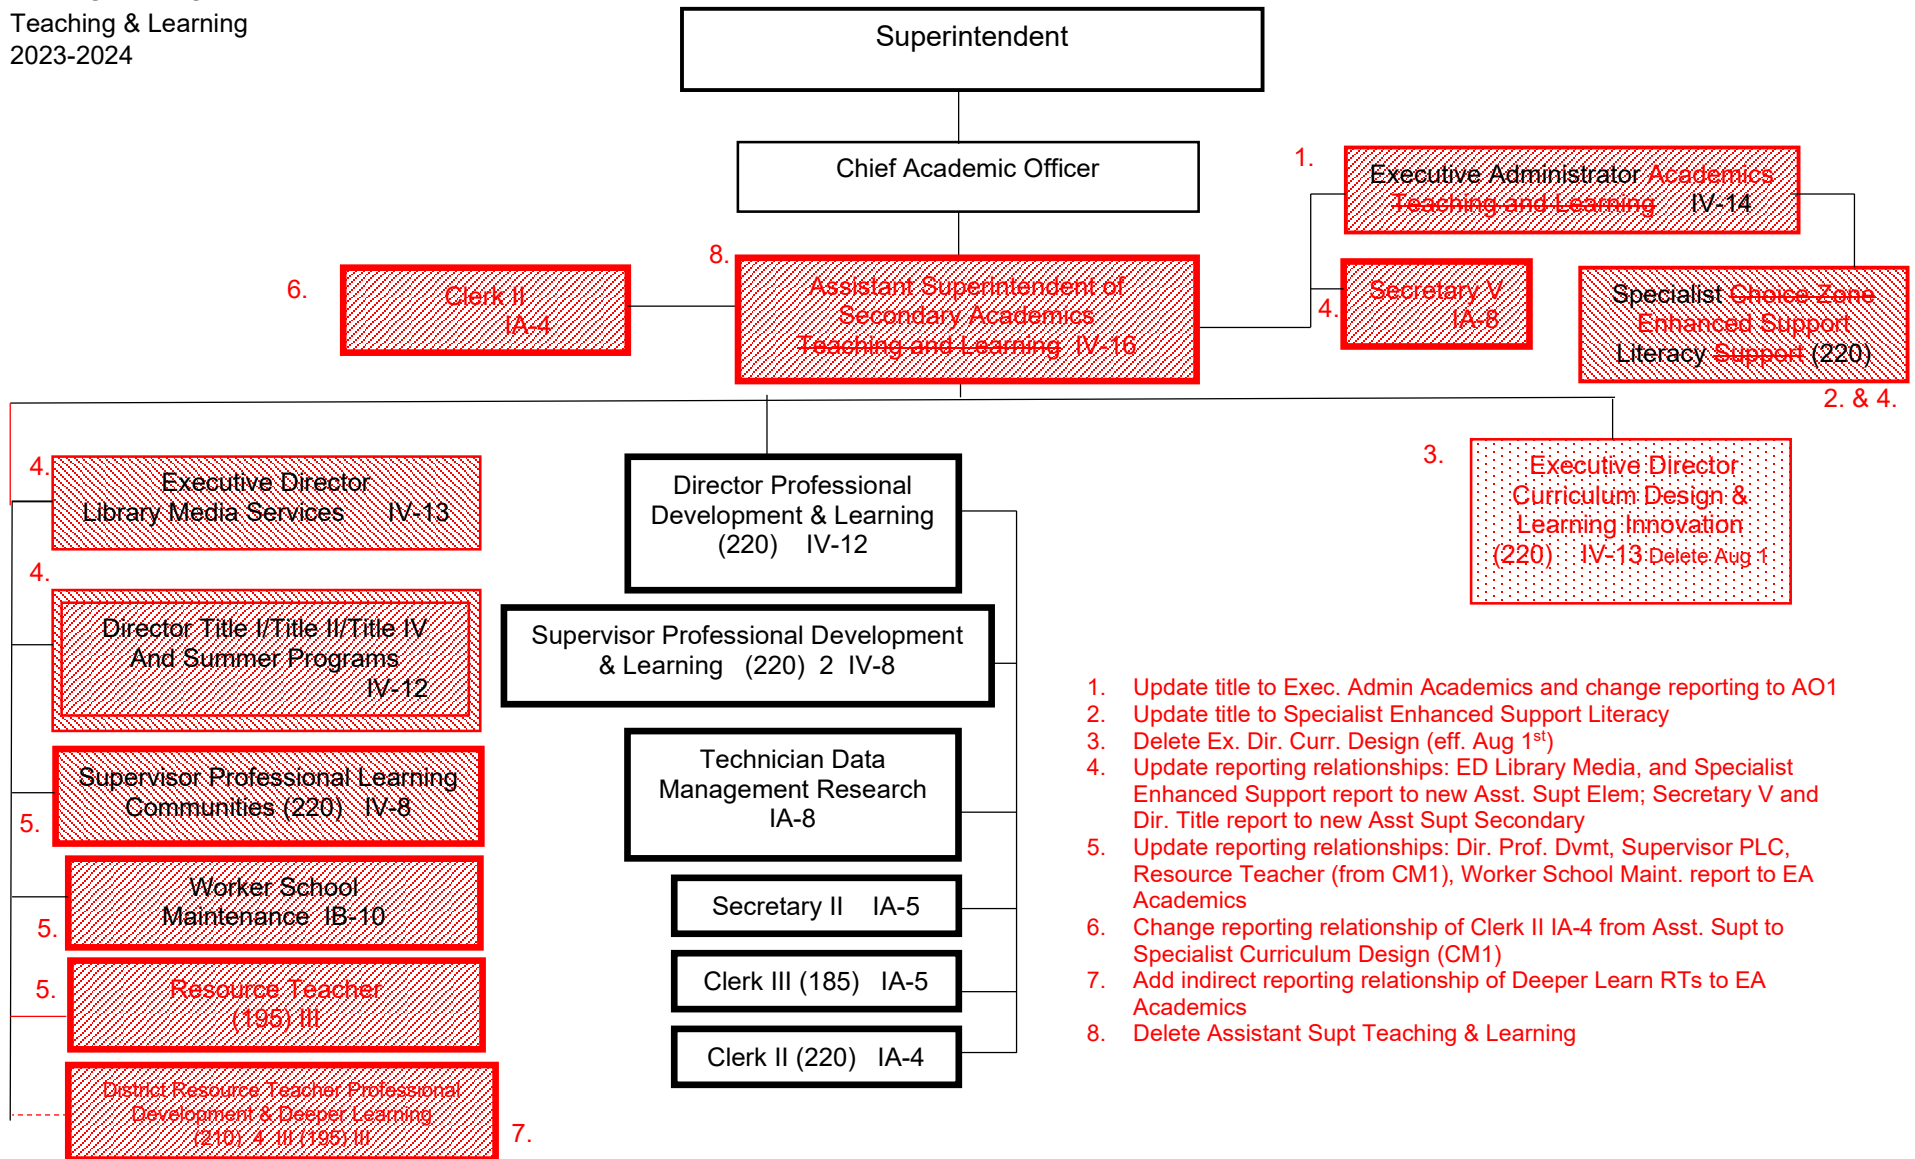 Teaching & Learning
2023-2024
Superintendent
Chief Academic Officer
1.
Executive Administrator Academics
Teaching and Learning IV-14
8.
Assistant Superintendent of
Secondary Academics
Teaching and Learning IV-16
6.
Clerk II
IA-4
4.
Secretary V
IA-8
Specialist Choice Zone
Enhanced Support
Literacy Support (220)
2. & 4.
4.
Executive Director
Library Media Services IV-13
4.
Director Title I/Title II/Title IV
And Summer Programs
IV-12
Supervisor Professional Learning
Communities (220) IV-8
5.
Worker School
Maintenance IB-10
5.
5.
Resource Teacher
(195) III
District Resource Teacher Professional
Development & Deeper Learning
(210) 4 III (195) III
7.
Director Professional
Development & Learning
(220) IV-12
Supervisor Professional Development
& Learning (220) 2 IV-8
Technician Data
Management Research
IA-8
Secretary II IA-5
Clerk III (185) IA-5
Clerk II (220) IA-4
3.
Executive Director
Curriculum Design &
Learning Innovation
(220) IV-13 Delete Aug 1
1. Update title to Exec. Admin Academics and change reporting to AO1
2. Update title to Specialist Enhanced Support Literacy
3. Delete Ex. Dir. Curr. Design (eff. Aug 1st)
4. Update reporting relationships: ED Library Media, and Specialist
Enhanced Support report to new Asst. Supt Elem; Secretary V and
Dir. Title report to new Asst Supt Secondary
5. Update reporting relationships: Dir. Prof. Dvmt, Supervisor PLC,
Resource Teacher (from CM1), Worker School Maint. report to EA
Academics
6. Change reporting relationship of Clerk II IA-4 from Asst. Supt to
Specialist Curriculum Design (CM1)
7. Add indirect reporting relationship of Deeper Learn RTs to EA
Academics
8. Delete Assistant Supt Teaching & Learning